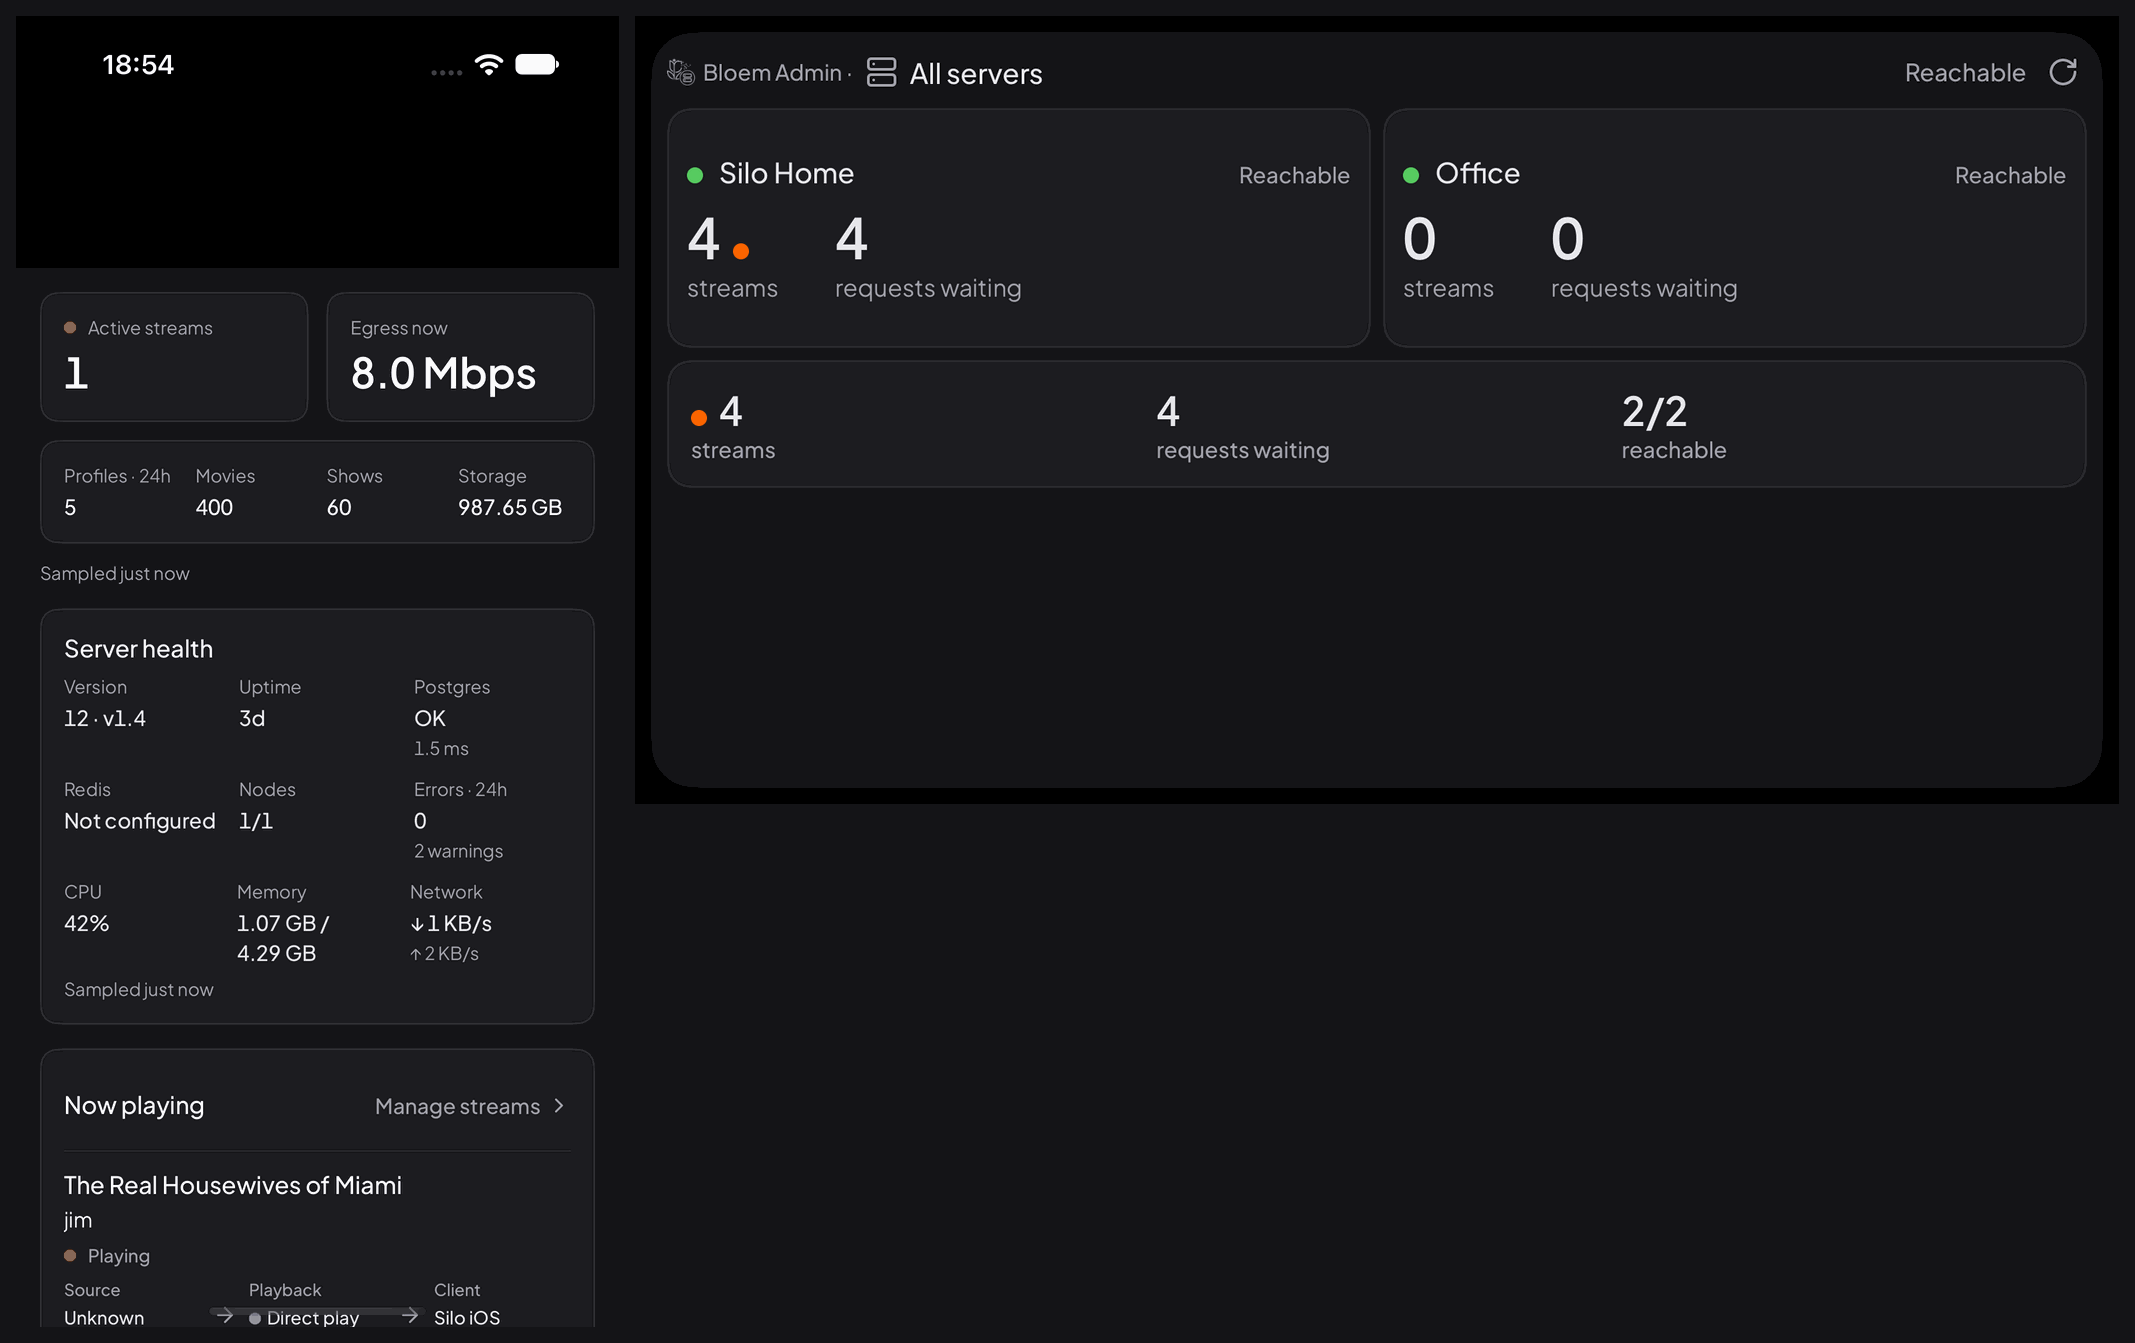 18:54
Active streams
1
Egress now
8.0 Mbps
Profiles · 24h
5
Movies
400
Shows
60
Storage
987.65 GB
Sampled just now
Server health
Version
12 · v1.4
Uptime
3d
Postgres
OK
1.5 ms
Redis
Not configured
Nodes
1/1
Errors · 24h
0
2 warnings
CPU
42%
Memory
1.07 GB /
4.29 GB
Network
↓ 1 KB/s
↑ 2 KB/s
Sampled just now
Now playing
Manage streams
The Real Housewives of Miami
jim
Playing
Source
Unknown
Playback
Direct play
Client
Silo iOS
Bloem Admin ·
All servers
Reachable
Silo Home
Reachable
4
streams
4
requests waiting
Office
Reachable
0
streams
0
requests waiting
4
streams
4
requests waiting
2/2
reachable